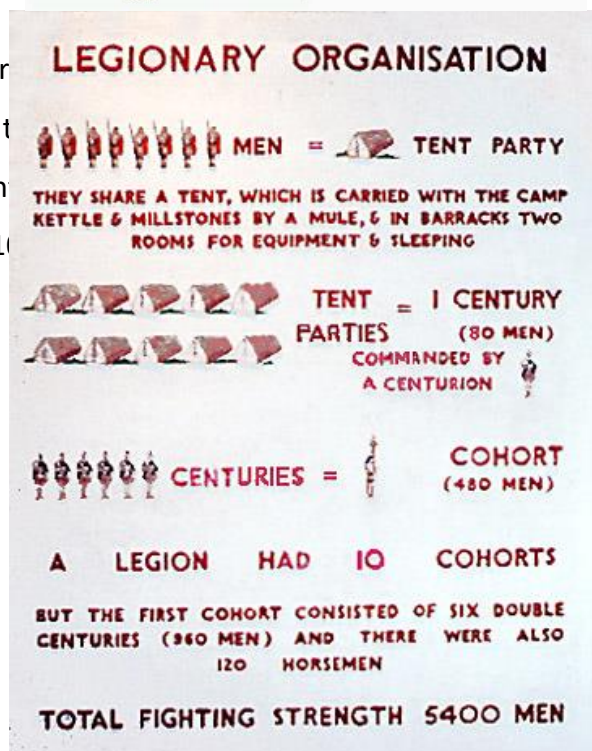 LEGIONARY ORGANISATION
MEN = TENT PARTY
THEY SHARE A TENT, WHICH IS CARRIED WITH THE CAMP
KETTLE & MILLSTONES BY A MULE, & IN BARRACKS TWO
ROOMS FOR EQUIPMENT & SLEEPING
TENT = 1 CENTURY
PARTIES (80 MEN)
COMMANDED BY
A CENTURION
CENTURIES = COHORT
(480 MEN)
A LEGION HAD 10 COHORTS
BUT THE FIRST COHORT CONSISTED OF SIX DOUBLE
CENTURIES (960 MEN) AND THERE WERE ALSO
120 HORSEMEN
TOTAL FIGHTING STRENGTH 5400 MEN